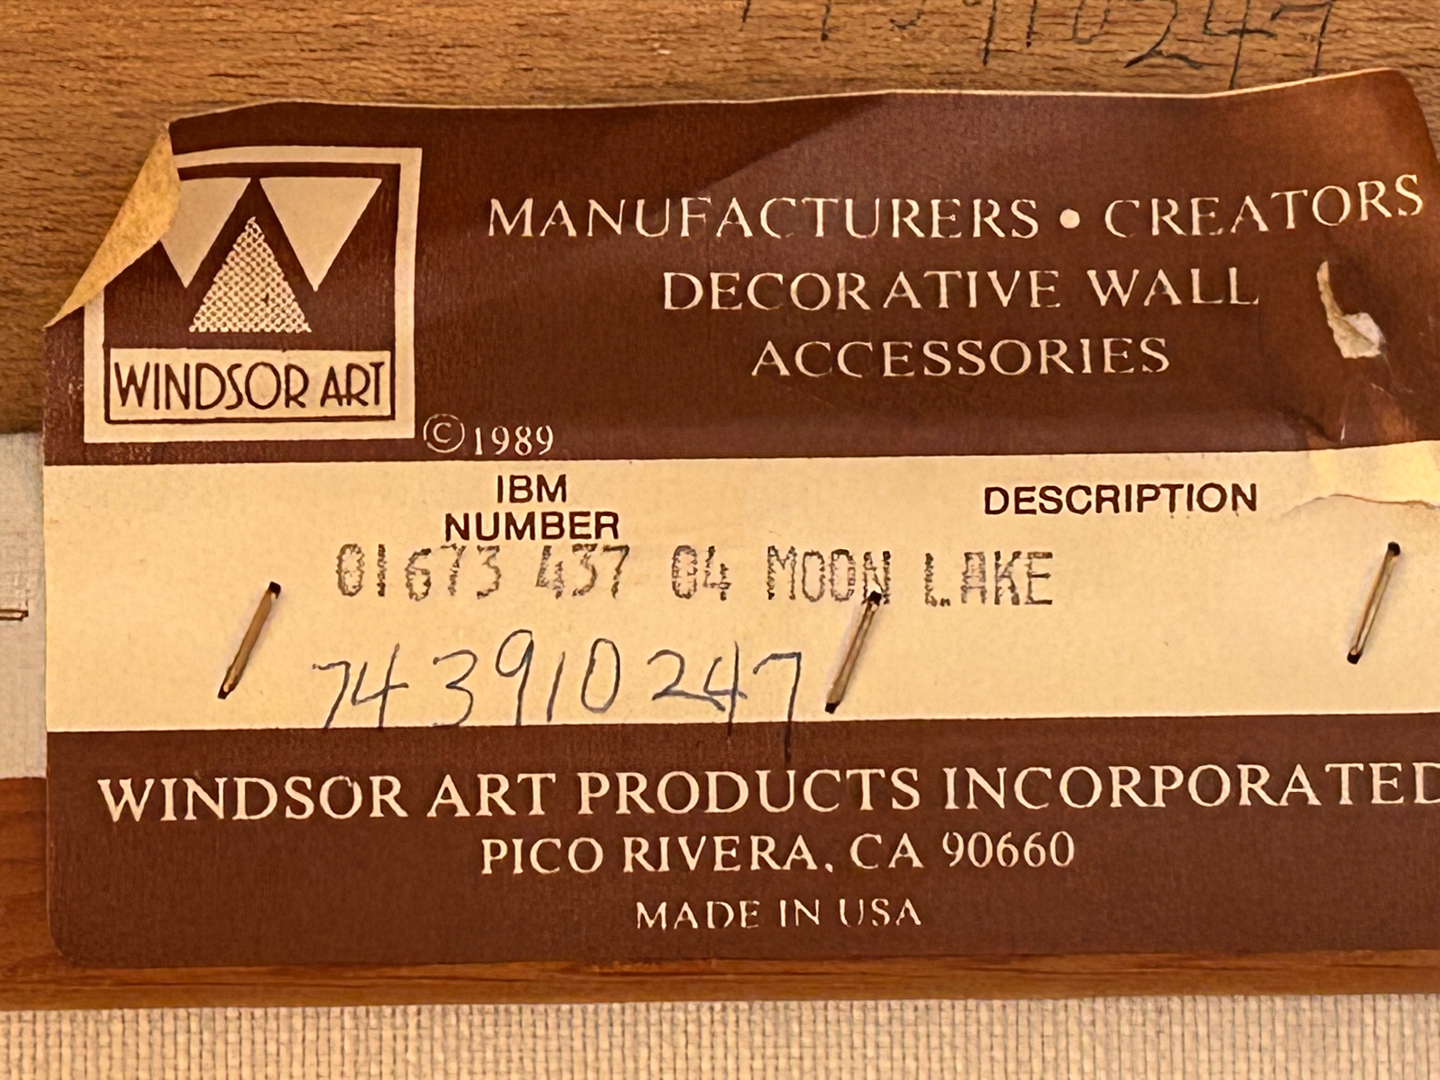 MANUFACTURERS • CREATORS
DECORATIVE WALL
ACCESSORIES
WINDSOR ART
©1989
IBM
NUMBER
DESCRIPTION
01673 437 04 MOON LAKE
743910247
WINDSOR ART PRODUCTS INCORPORATED
PICO RIVERA, CA 90660
MADE IN USA